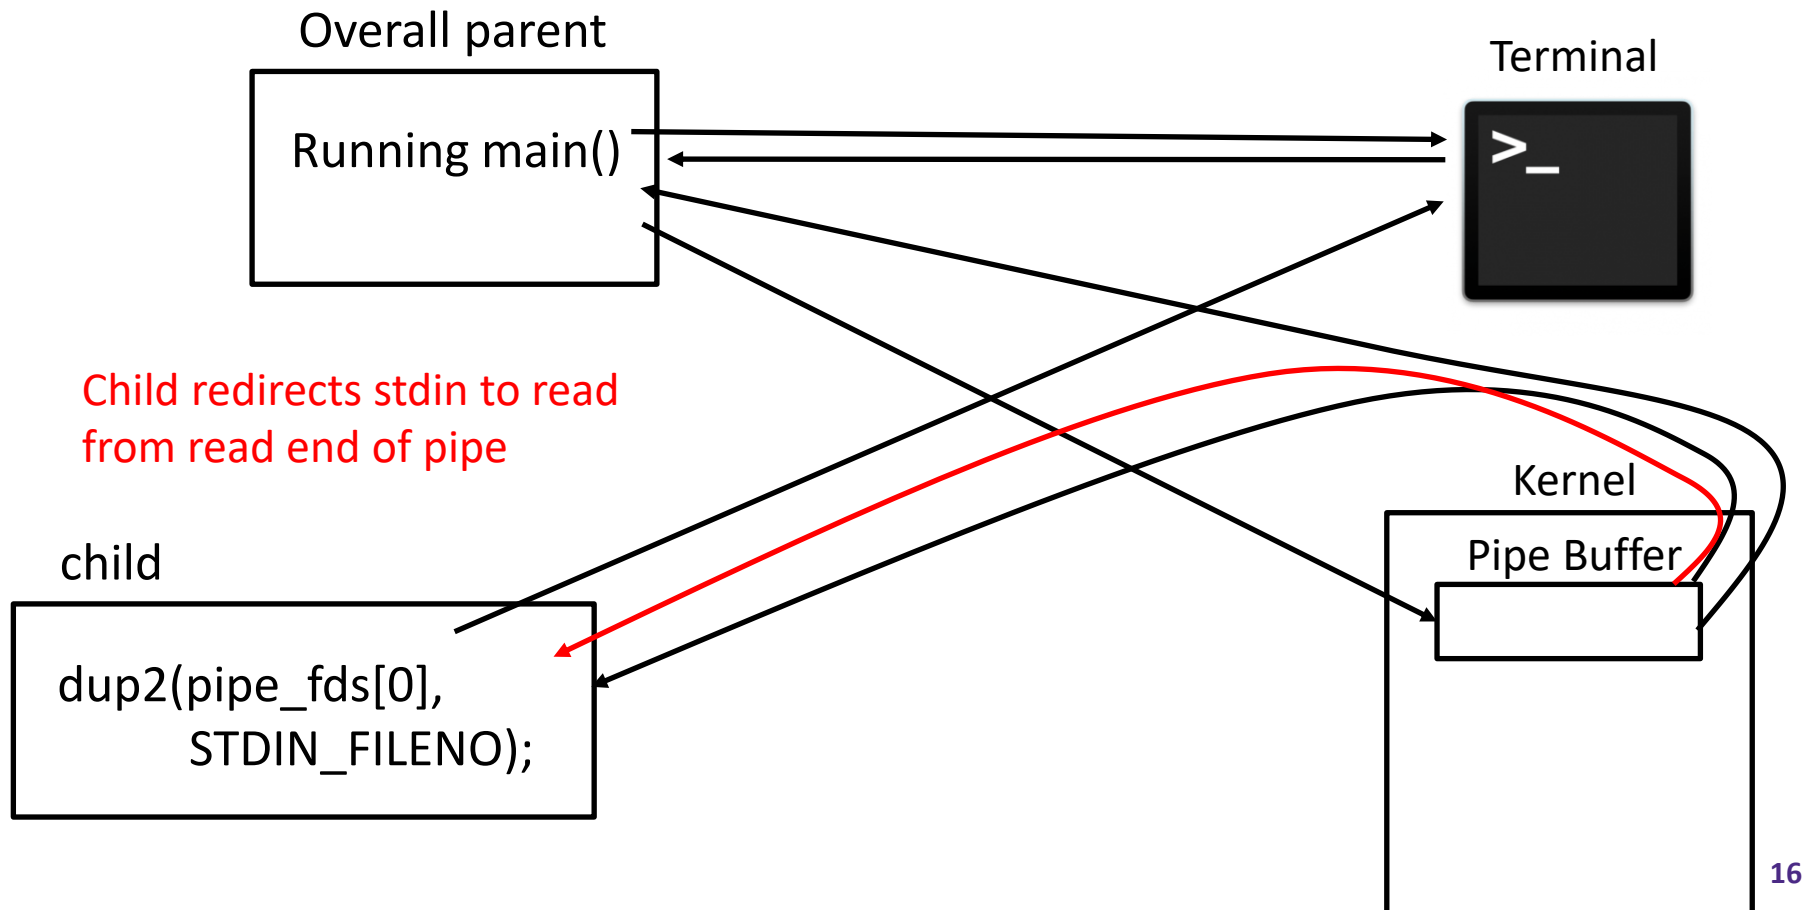 Overall parent
Terminal
Running main()
>_
Child redirects stdin to read
from read end of pipe
Kernel
Pipe Buffer
child
dup2(pipe_fds[0],
STDIN_FILENO);
16